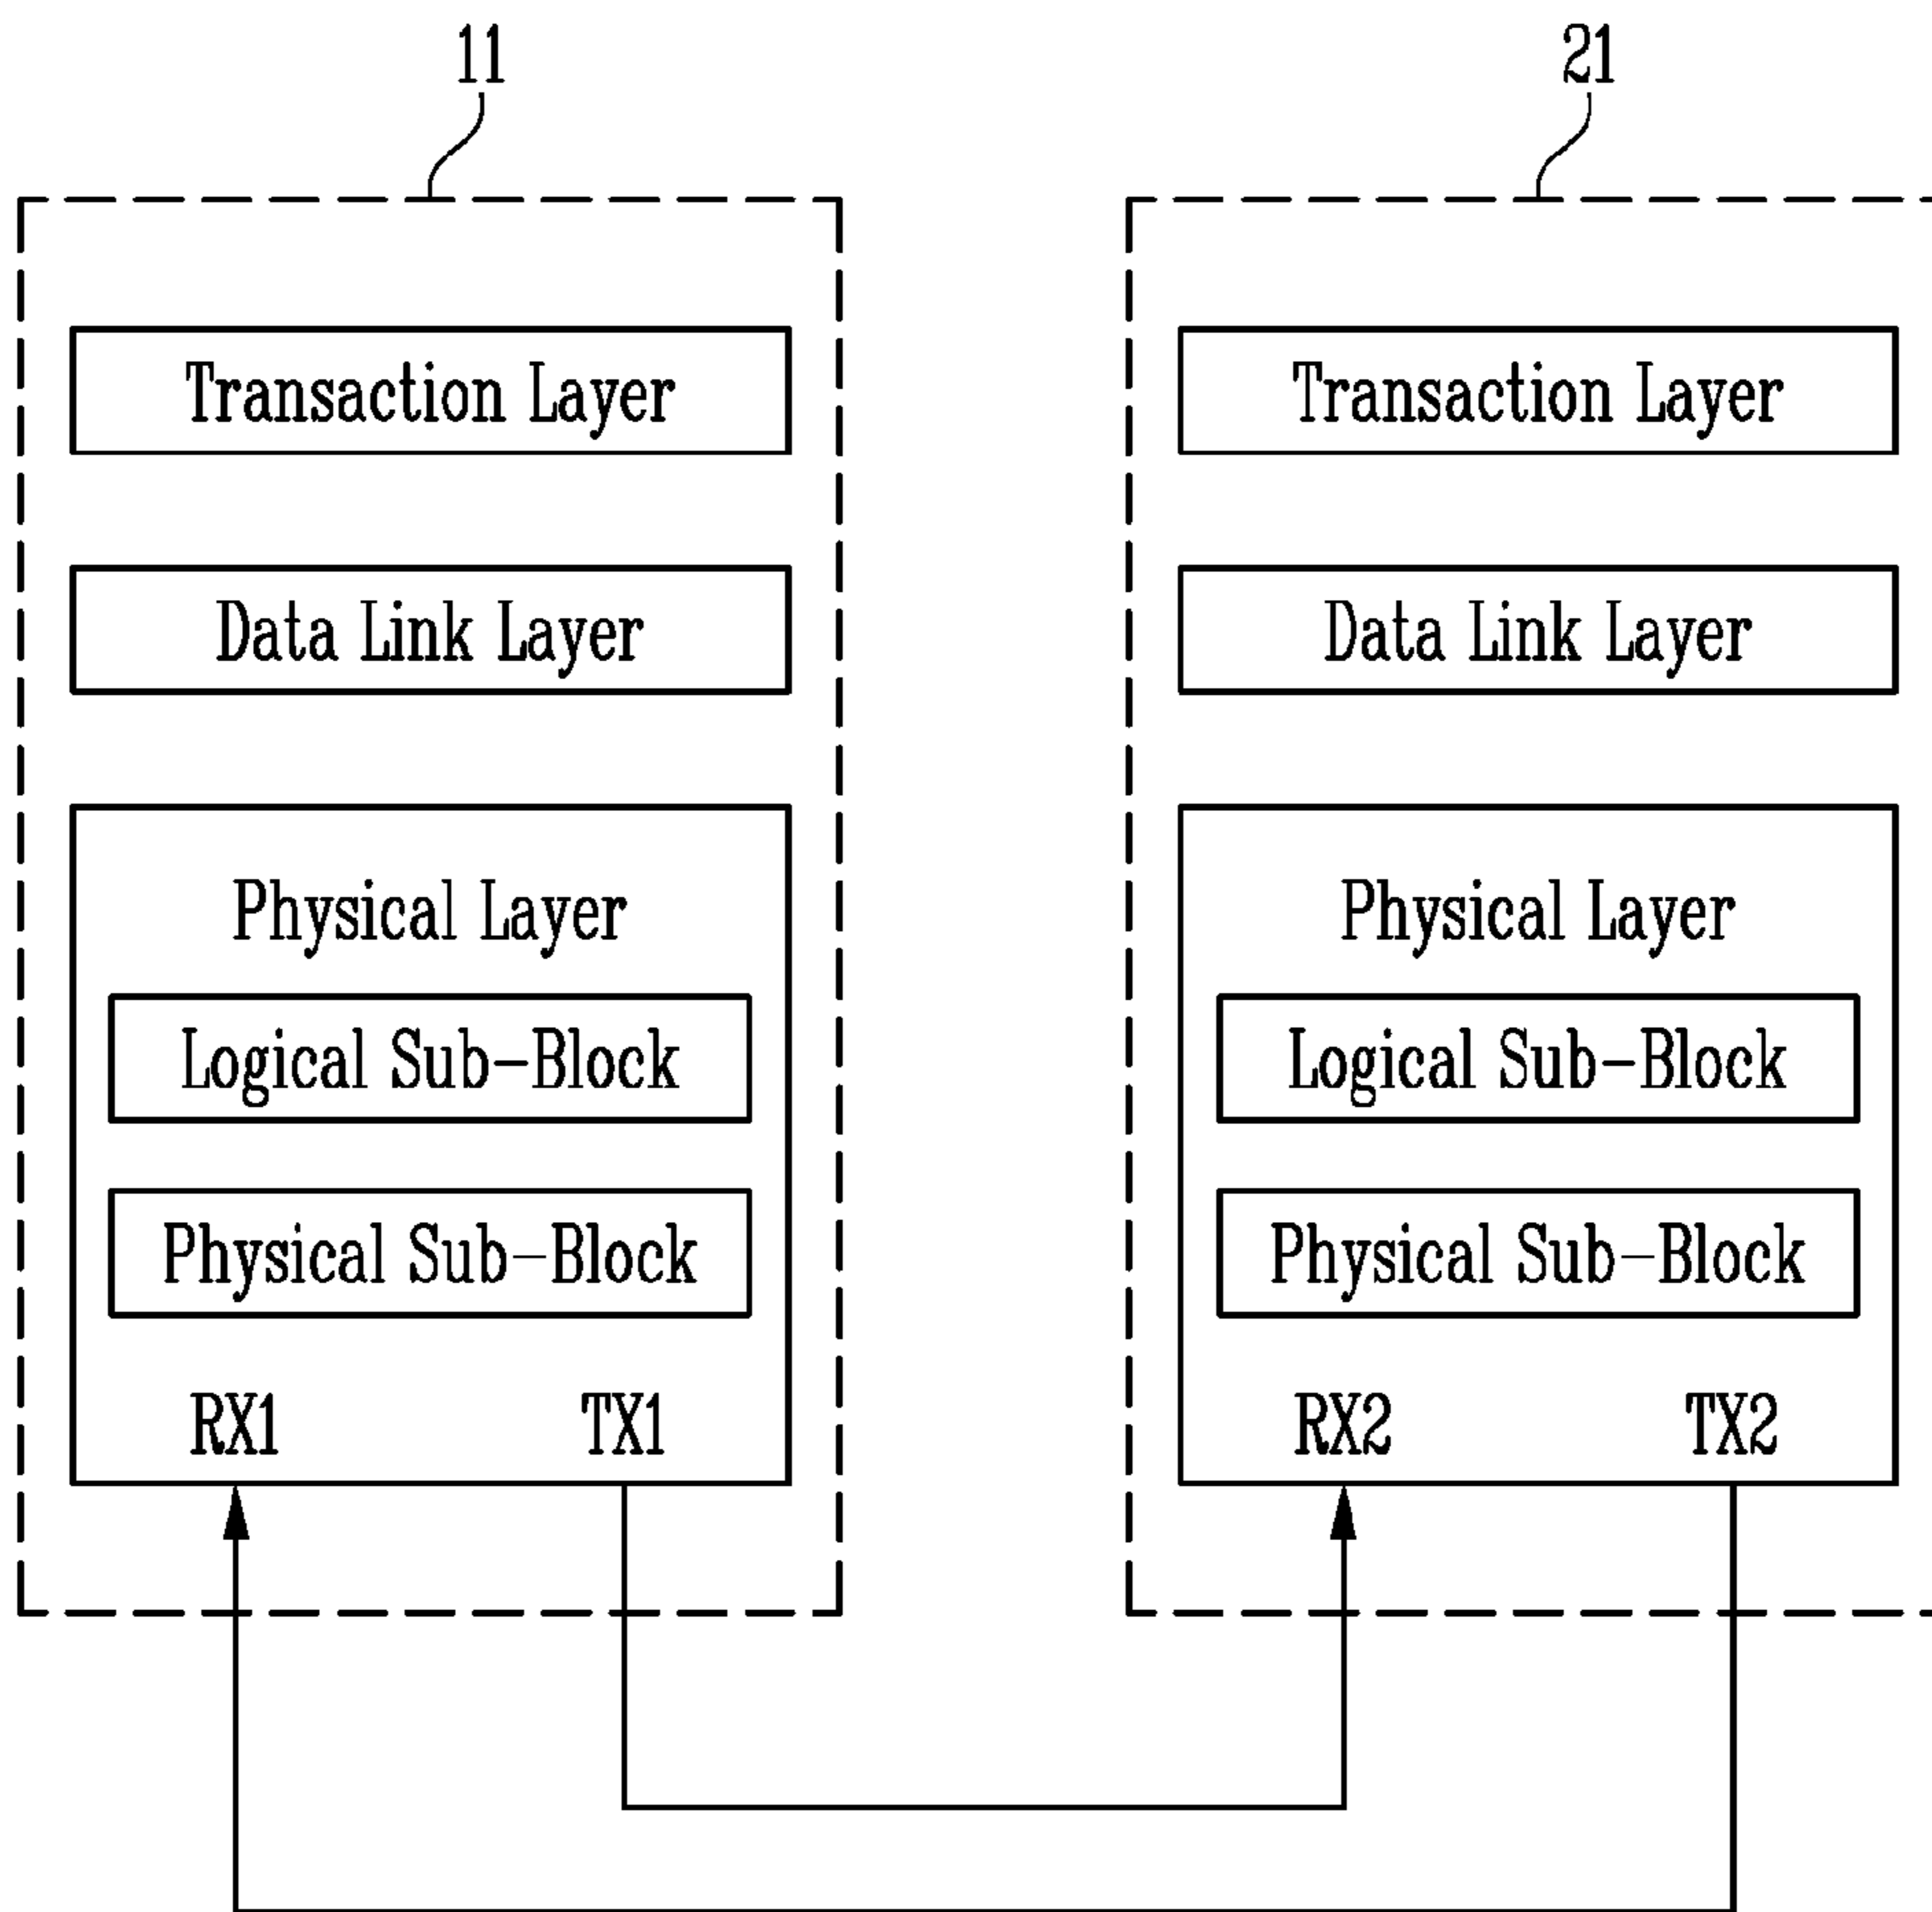 11
21
Transaction Layer
Data Link Layer
Physical Layer
Logical Sub-Block
Physical Sub-Block
RX1
TX1
Transaction Layer
Data Link Layer
Physical Layer
Logical Sub-Block
Physical Sub-Block
RX2
TX2